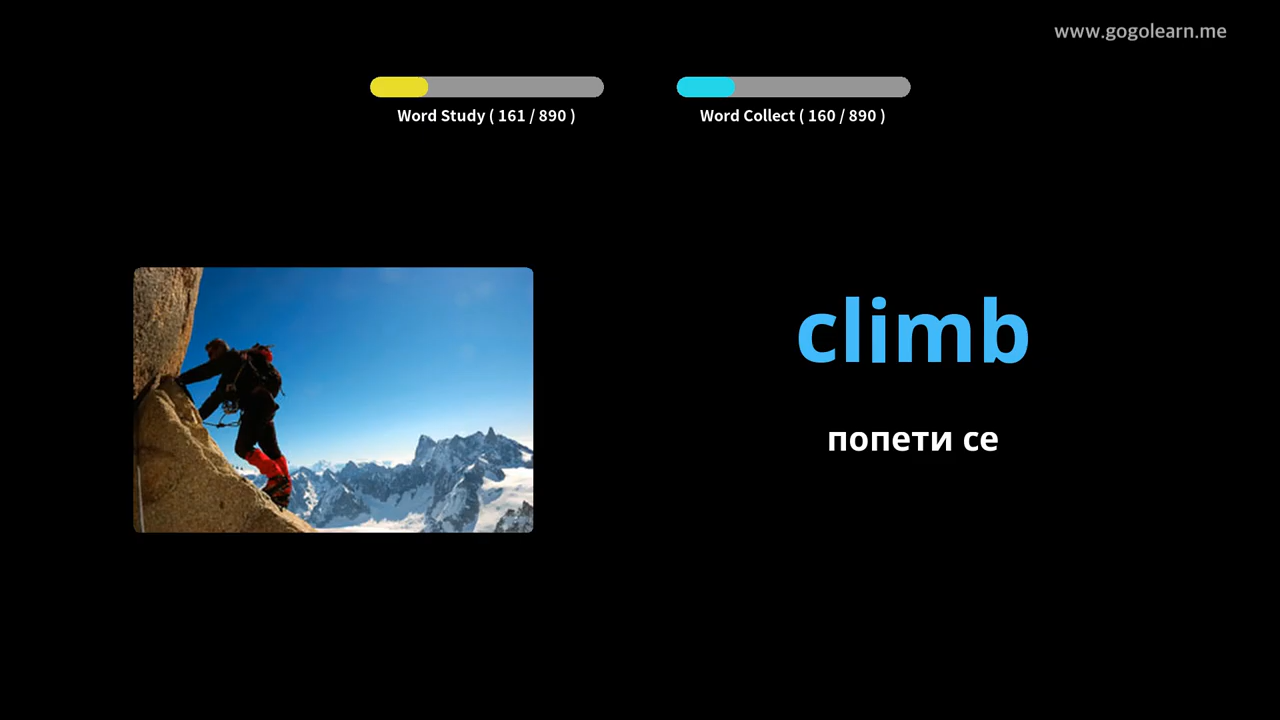 www.gogolearn.me
Word Study ( 161 / 890 )
Word Collect ( 160 / 890 )
climb
попети се